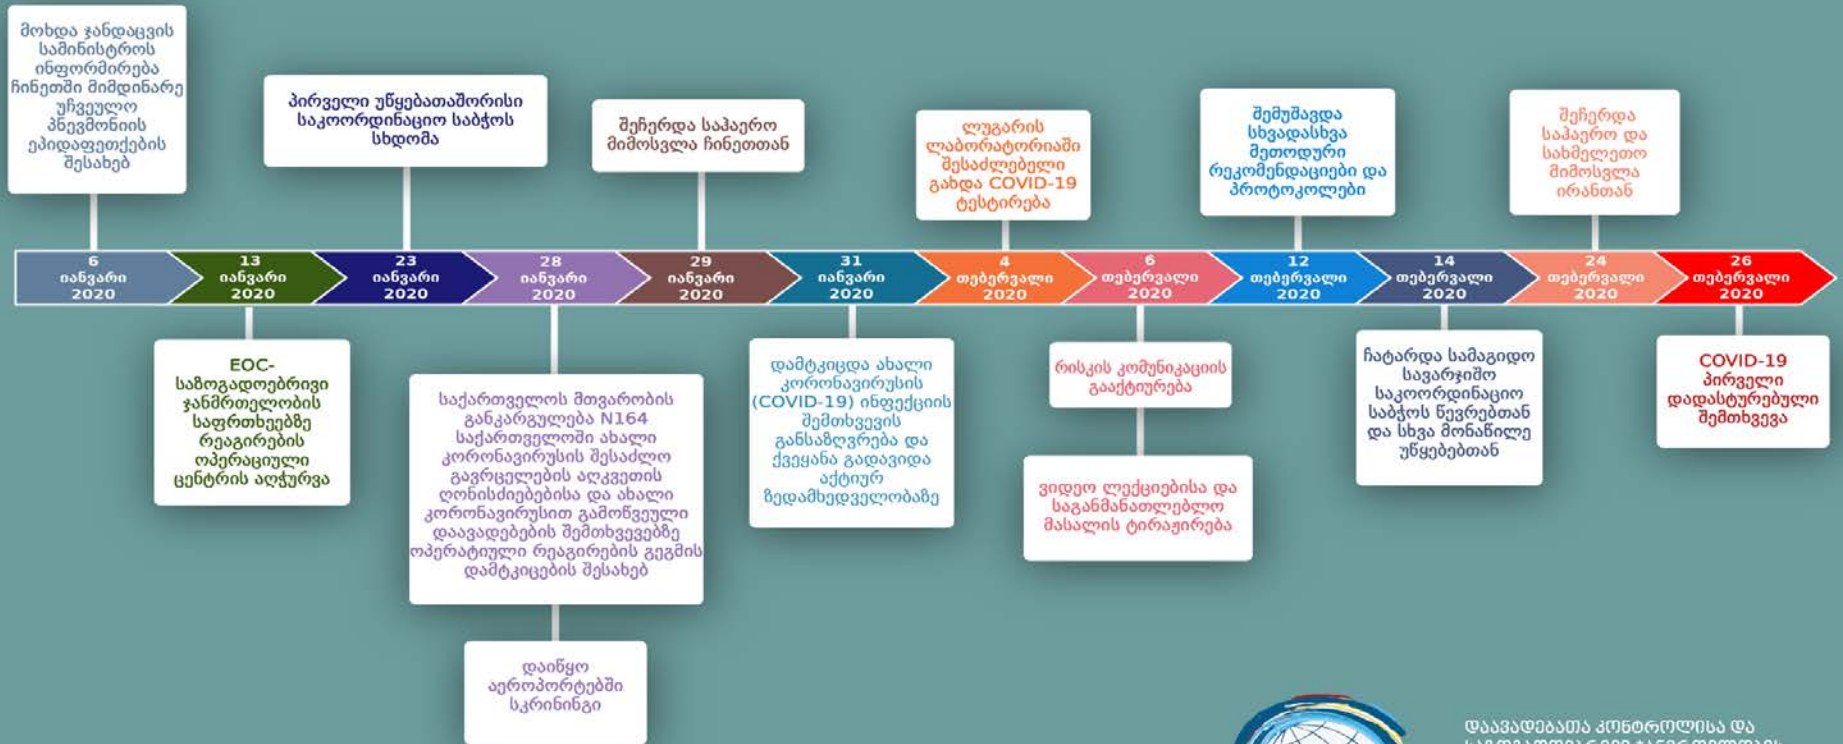 მოხდა ჯანდაცვის
სამინისტროს
ინფორმირება
ჩინეთში მიმდინარე
უჩვეულო
პნევმონიის
ეპიდაფეთქების
შესახებ
პირველი უწყებათაშორისი
საკოორდინაციო საბჭოს
სხდომა
შეჩერდა საჰაერო
მიმოსვლა ჩინეთთან
ლუგარის
ლაბორატორიაში
შესაძლებელი
გახდა COVID-19
ტესტირება
შემუშავდა
სხვადასხვა
მეთოდური
რეკომენდაციები და
პროტოკოლები
შეჩერდა
საჰაერო და
სახმელეთო
მიმოსვლა
ირანთან
6
იანვარი
2020
13
იანვარი
2020
23
იანვარი
2020
28
იანვარი
2020
29
იანვარი
2020
31
იანვარი
2020
4
თებერვალი
2020
6
თებერვალი
2020
12
თებერვალი
2020
14
თებერვალი
2020
24
თებერვალი
2020
26
თებერვალი
2020
EOC-
საზოგადოებრივი
ჯანმრთელობის
საფრთხეებზე
რეაგირების
ოპერაციული
ცენტრის აღჭურვა
საქართველოს მთვარობის
განკარგულება N164
საქართველოში ახალი
კორონავირუსის შესაძლო
გავრცელების აღკვეთის
ღონისძიებებისა და ახალი
კორონავირუსით გამოწვეული
დაავადებების შემთხვევებზე
ოპერატიული რეაგირების გეგმის
დამტკიცების შესახებ
დაიწყო
აეროპორტებში
სკრინინგი
დამტკიცდა ახალი
კორონავირუსის
(COVID-19) ინფექციის
შემთხვევის
განსაზღვრება და
ქვეყანა გადავიდა
აქტიურ
ზედამხედველობაზე
რისკის კომუნიკაციის
გააქტიურება
ვიდეო ლექციებისა და
საგანმანათლებლო
მასალის ტირაჟირება
ჩატარდა სამაგიდო
სავარჯიშო
საკოორდინაციო
საბჭოს წევრებთან
და სხვა მონაწილე
უწყებებთან
COVID-19
პირველი
დადასტურებული
შემთხვევა
დაავადებათა კონტროლისა და